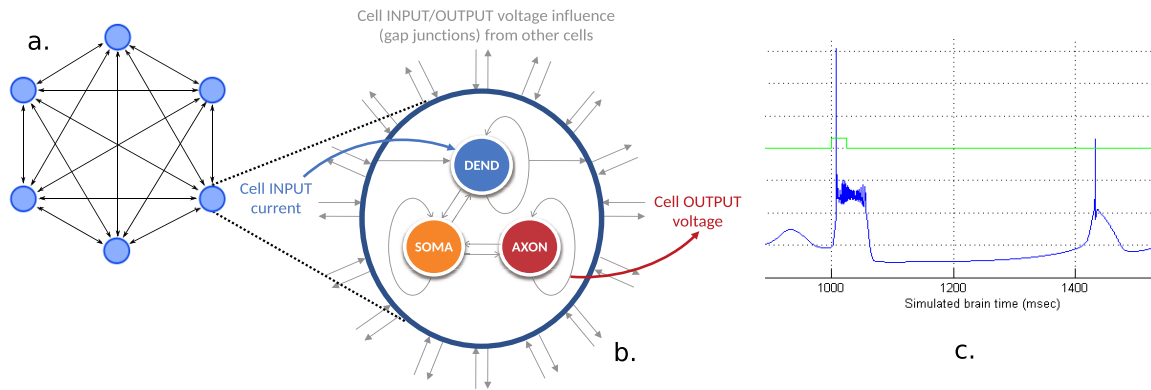 a.
Cell INPUT/OUTPUT voltage influence
(gap junctions) from other cells
DEND
Cell INPUT
current
Cell OUTPUT
voltage
SOMA
AXON
b.
1000
1200
1400
Simulated brain time (msec)
c.